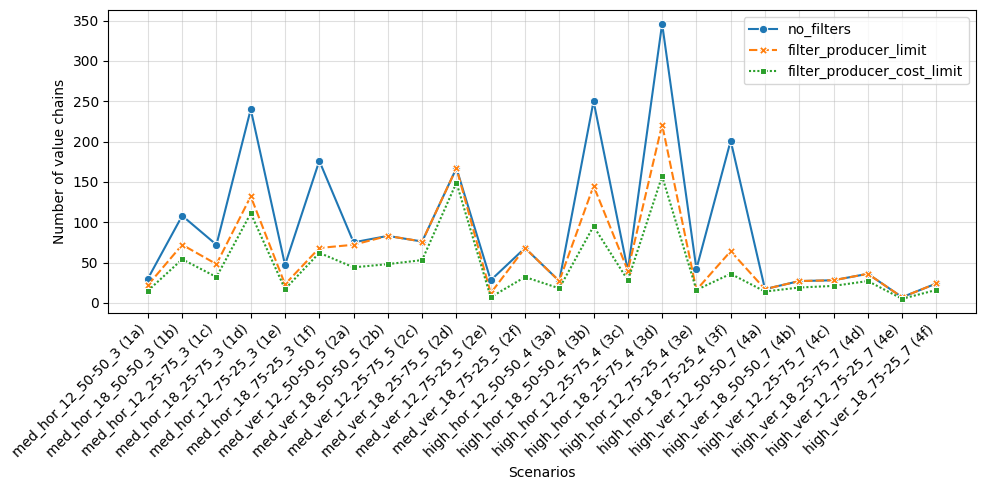 350
300
250
200
150
100
50
0
Number of value chains
no_filters
filter_producer_limit
filter_producer_cost_limit
med_hor_12_50-50_3 (1a)
med_hor_18_50-50_3 (1b)
med_hor_12_25-75_3 (1c)
med_hor_18_25-75_3 (1d)
med_hor_12_75-25_3 (1e)
med_hor_18_75-25_3 (1f)
med_ver_12_50-50_5 (2a)
med_ver_18_50-50_5 (2b)
med_ver_12_25-75_5 (2c)
med_ver_18_25-75_5 (2d)
med_ver_12_75-25_5 (2e)
med_ver_18_75-25_5 (2f)
high_hor_12_50-50_4 (3a)
high_hor_18_50-50_4 (3b)
high_hor_12_25-75_4 (3c)
high_hor_18_25-75_4 (3d)
high_hor_12_75-25_4 (3e)
high_hor_18_75-25_4 (3f)
high_ver_12_50-50_7 (4a)
high_ver_18_50-50_7 (4b)
high_ver_12_25-75_7 (4c)
high_ver_18_25-75_7 (4d)
high_ver_12_75-25_7 (4e)
high_ver_18_75-25_7 (4f)
Scenarios